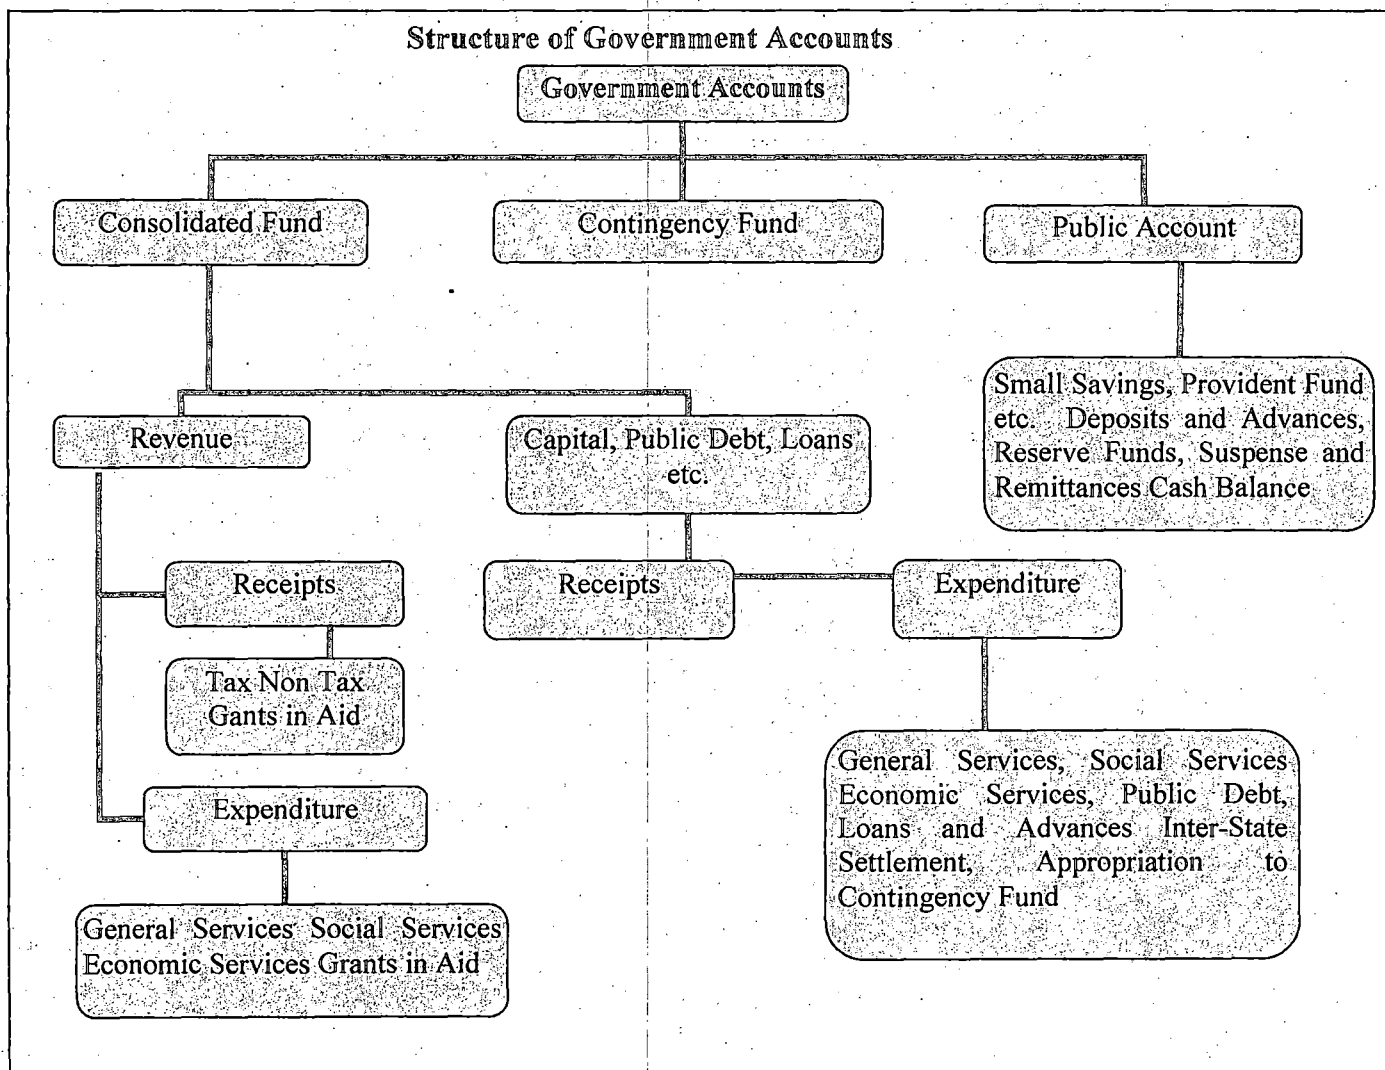 Structure of Government Accounts
Government Accounts
Consolidated Fund
Contingency Fund
Public Account
Small Savings, Provident Fund
etc. Deposits and Advances,
Reserve Funds, Suspense and
Remittances Cash Balance
Revenue
Capital, Public Debt, Loans
etc.
Receipts
Receipts
Expenditure
Tax Non Tax
Gants in Aid
General Services, Social Services
Economic Services, Public Debt,
Loans and Advances Inter-State
Settlement, Appropriation to
Contingency Fund
Expenditure
General Services Social Services
Economic Services Grants in Aid